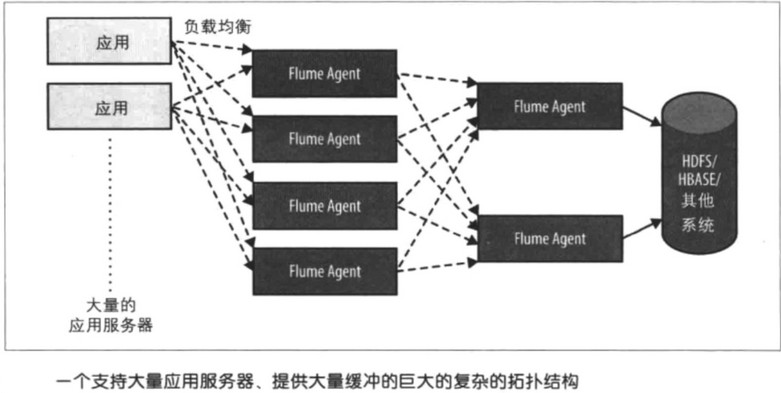 负载均衡
应用
应用
Flume Agent
Flume Agent
Flume Agent
Flume Agent
Flume Agent
Flume Agent
HDFS/
HBASE/
其他
系统
大量的
应用服务器
一个支持大量应用服务器、提供大量缓冲的巨大的复杂的拓扑结构